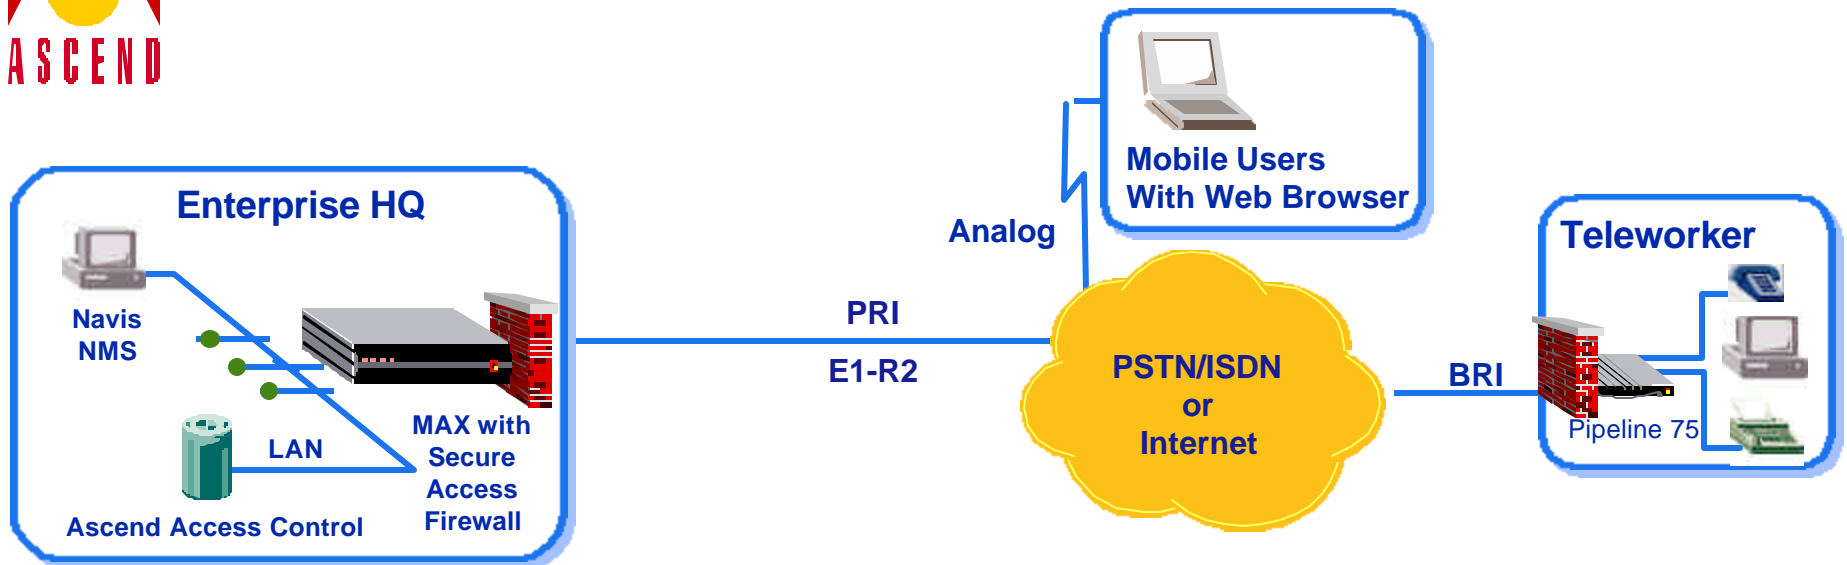 ASCEND
Enterprise HQ
Navis
NMS
LAN
MAX with
Secure
Access
Firewall
Ascend Access Control
PRI
E1-R2
Analog
Mobile Users
With Web Browser
PSTN/ISDN
or
Internet
BRI
Teleworker
Pipeline 75